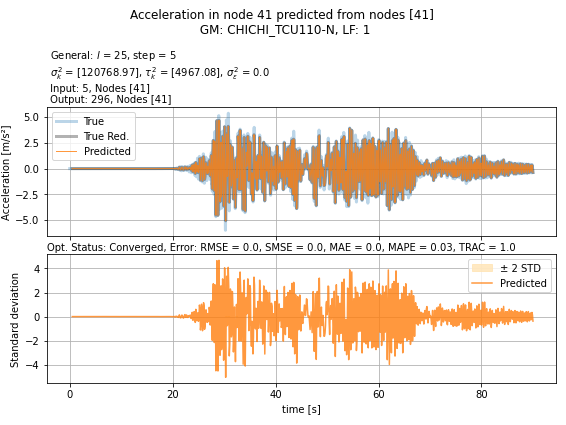 Acceleration in node 41 predicted from nodes [41]
GM: CHICHI_TCU110-N, LF: 1
General: l = 25, step = 5
σ²ₖ = [120768.97], τ²ₖ = [4967.08], σ²ₑ = 0.0
Input: 5, Nodes [41]
Output: 296, Nodes [41]
5.0
2.5
0.0
−2.5
−5.0
Acceleration [m/s²]
True
True Red.
Predicted
Opt. Status: Converged, Error: RMSE = 0.0, SMSE = 0.0, MAE = 0.0, MAPE = 0.03, TRAC = 1.0
4
2
0
−2
−4
Standard deviation
± 2 STD
Predicted
0 20 40 60 80
time [s]